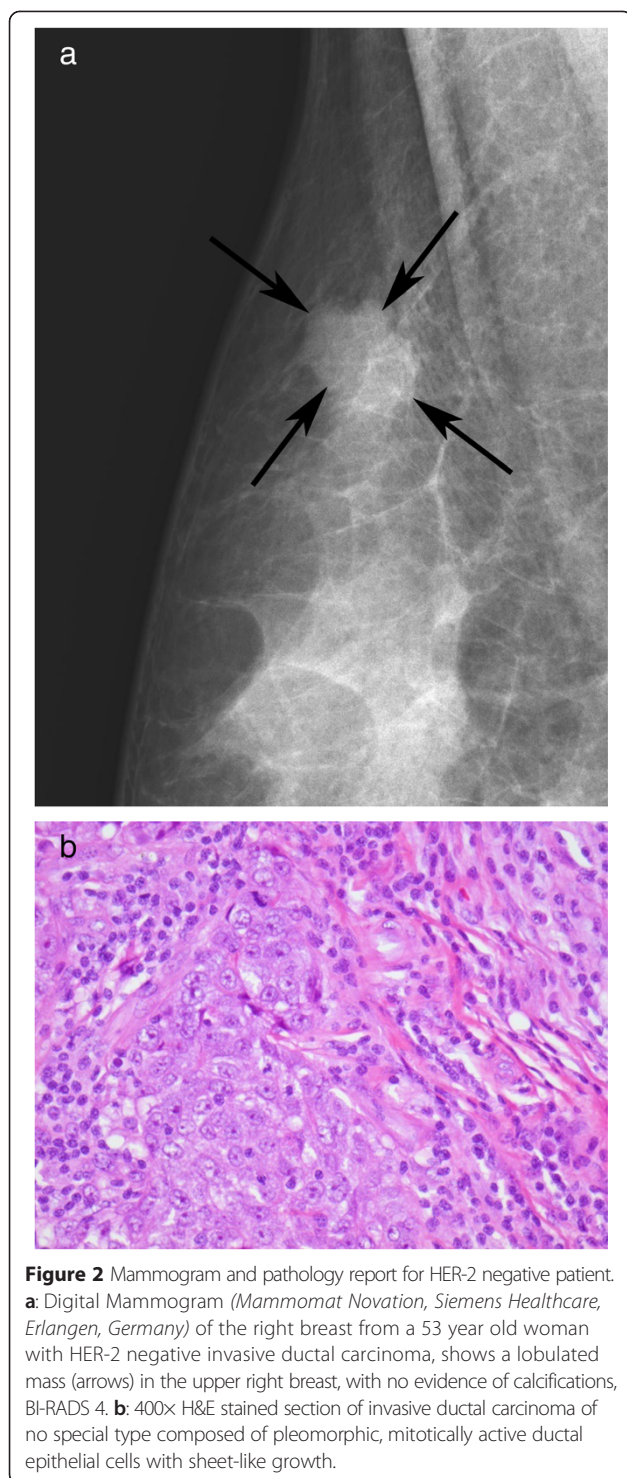 a
b
Figure 2 Mammogram and pathology report for HER-2 negative patient.
a: Digital Mammogram (Mammomat Novation, Siemens Healthcare,
Erlangen, Germany) of the right breast from a 53 year old woman
with HER-2 negative invasive ductal carcinoma, shows a lobulated
mass (arrows) in the upper right breast, with no evidence of calcifications,
BI-RADS 4. b: 400× H&E stained section of invasive ductal carcinoma of
no special type composed of pleomorphic, mitotically active ductal
epithelial cells with sheet-like growth.